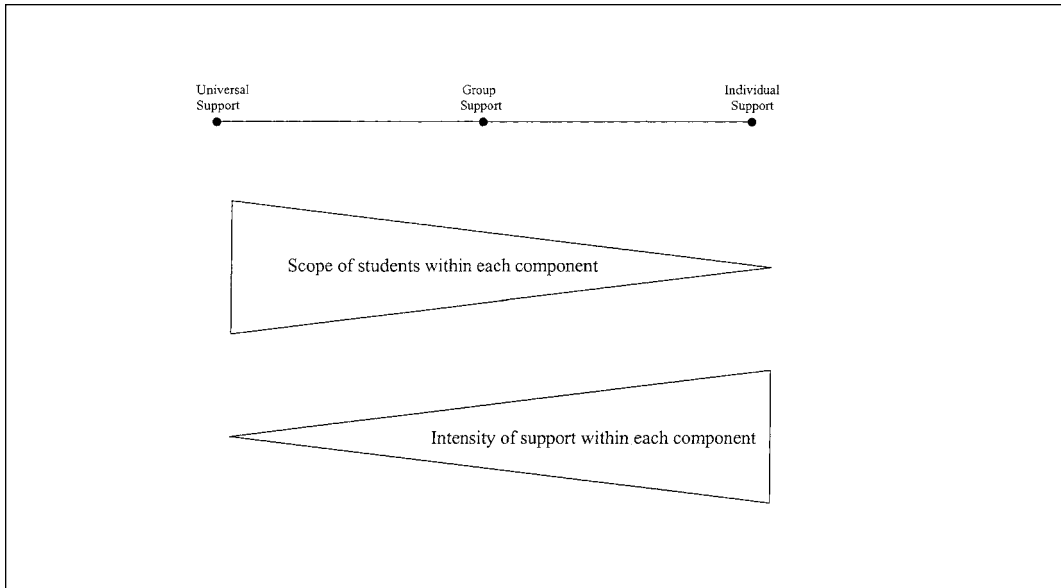 Universal
Support
Group
Support
Individual
Support
Scope of students within each component
Intensity of support within each component